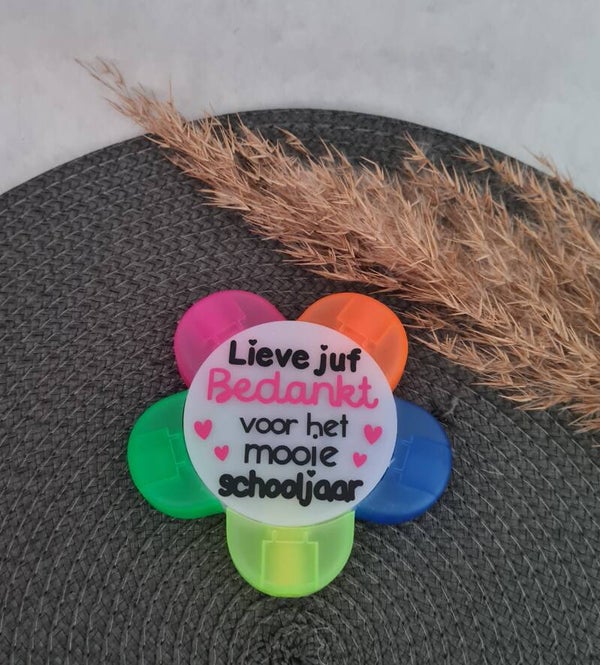 Lieve juf
Bedankt
voor het
mooie
schooljaar